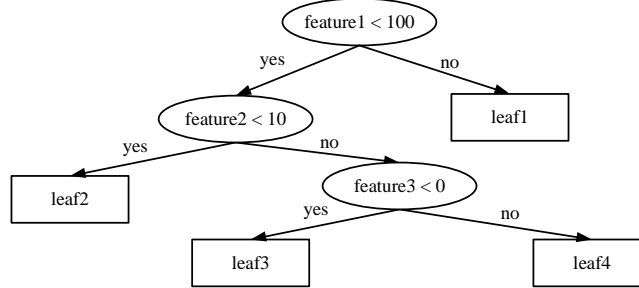 feature1 < 100
yes
no
feature2 < 10
leaf1
yes
no
leaf2
feature3 < 0
yes
no
leaf3
leaf4